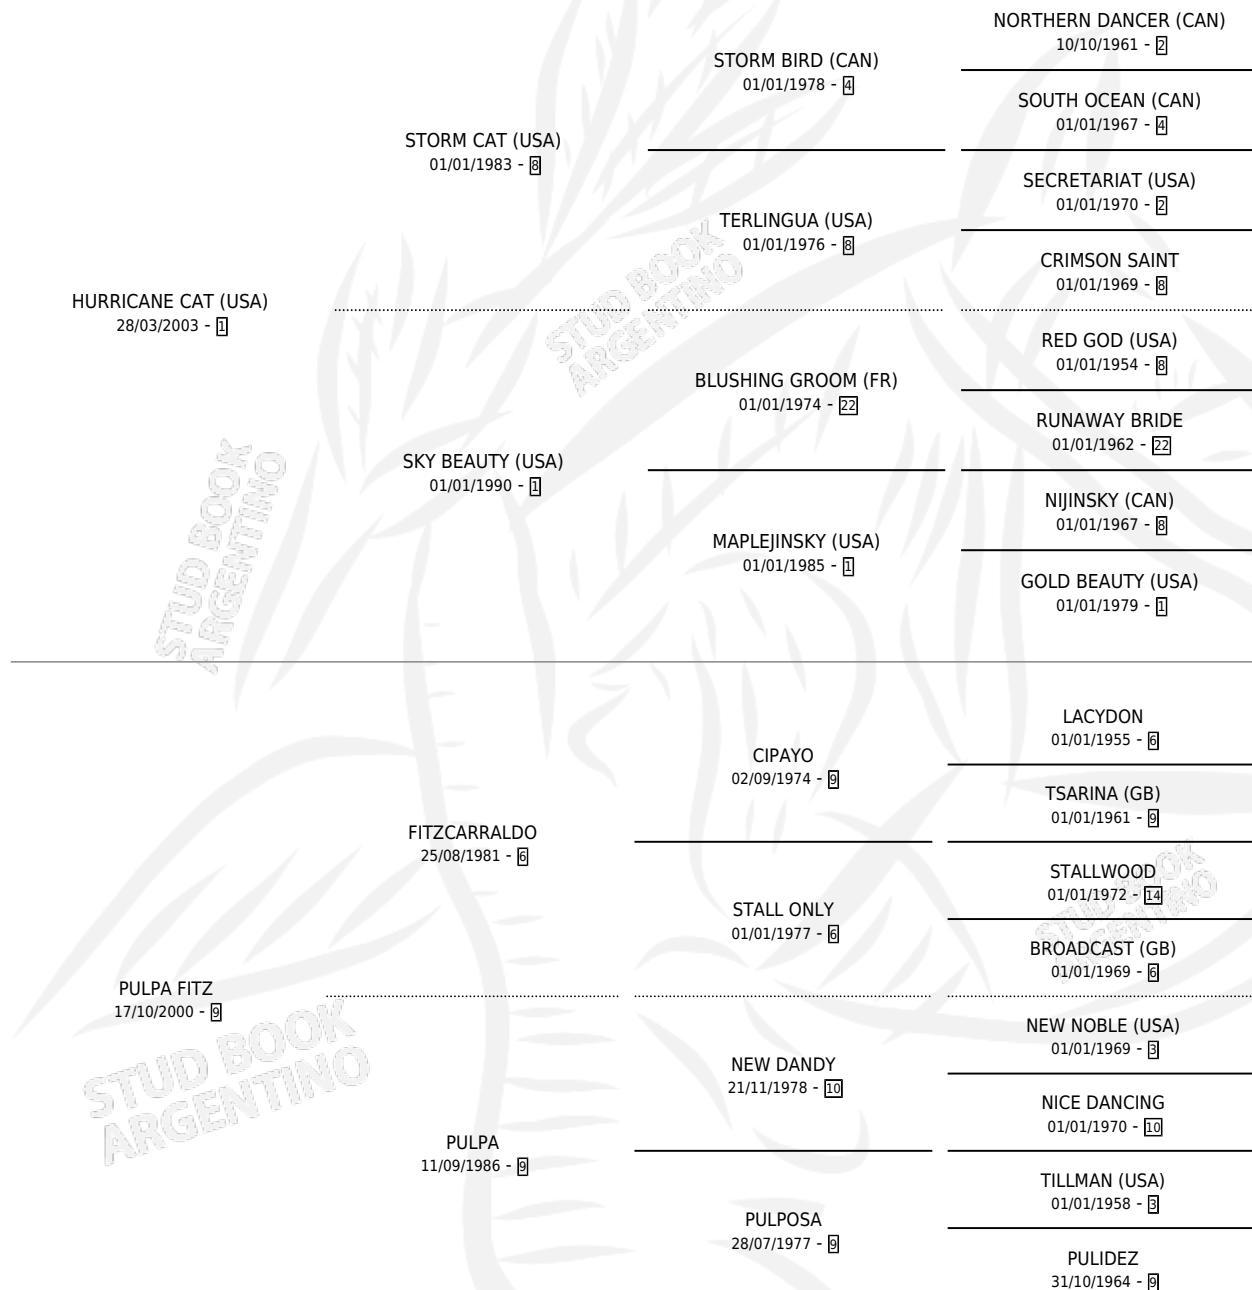 NORTHERN DANCER (CAN)
10/10/1961 - 2
STORM BIRD (CAN)
01/01/1978 - 4
SOUTH OCEAN (CAN)
01/01/1967 - 4
STORM CAT (USA)
01/01/1983 - 8
SECRETARIAT (USA)
01/01/1970 - 2
TERLINGUA (USA)
01/01/1976 - 8
CRIMSON SAINT
01/01/1969 - 8
HURRICANE CAT (USA)
28/03/2003 - 1
RED GOD (USA)
01/01/1954 - 8
BLUSHING GROOM (FR)
01/01/1974 - 22
RUNAWAY BRIDE
01/01/1962 - 22
SKY BEAUTY (USA)
01/01/1990 - 1
NIJINSKY (CAN)
01/01/1967 - 8
MAPLEJINSKY (USA)
01/01/1985 - 1
GOLD BEAUTY (USA)
01/01/1979 - 1
LACYDON
01/01/1955 - 6
CIPAYO
02/09/1974 - 9
TSARINA (GB)
01/01/1961 - 9
FITZCARRALDO
25/08/1981 - 6
STALLWOOD
01/01/1972 - 14
STALL ONLY
01/01/1977 - 6
BROADCAST (GB)
01/01/1969 - 6
PULPA FITZ
17/10/2000 - 9
NEW NOBLE (USA)
01/01/1969 - 3
NEW DANDY
21/11/1978 - 10
NICE DANCING
01/01/1970 - 10
PULPA
11/09/1986 - 9
TILLMAN (USA)
01/01/1958 - 3
PULPOSA
28/07/1977 - 9
PULIDEZ
31/10/1964 - 9
STUD BOOK
ARGENTINO
STUD BOOK
ARGENTINO
STUD BOOK
ARGENTINO
STUD BOOK
ARGENTINO